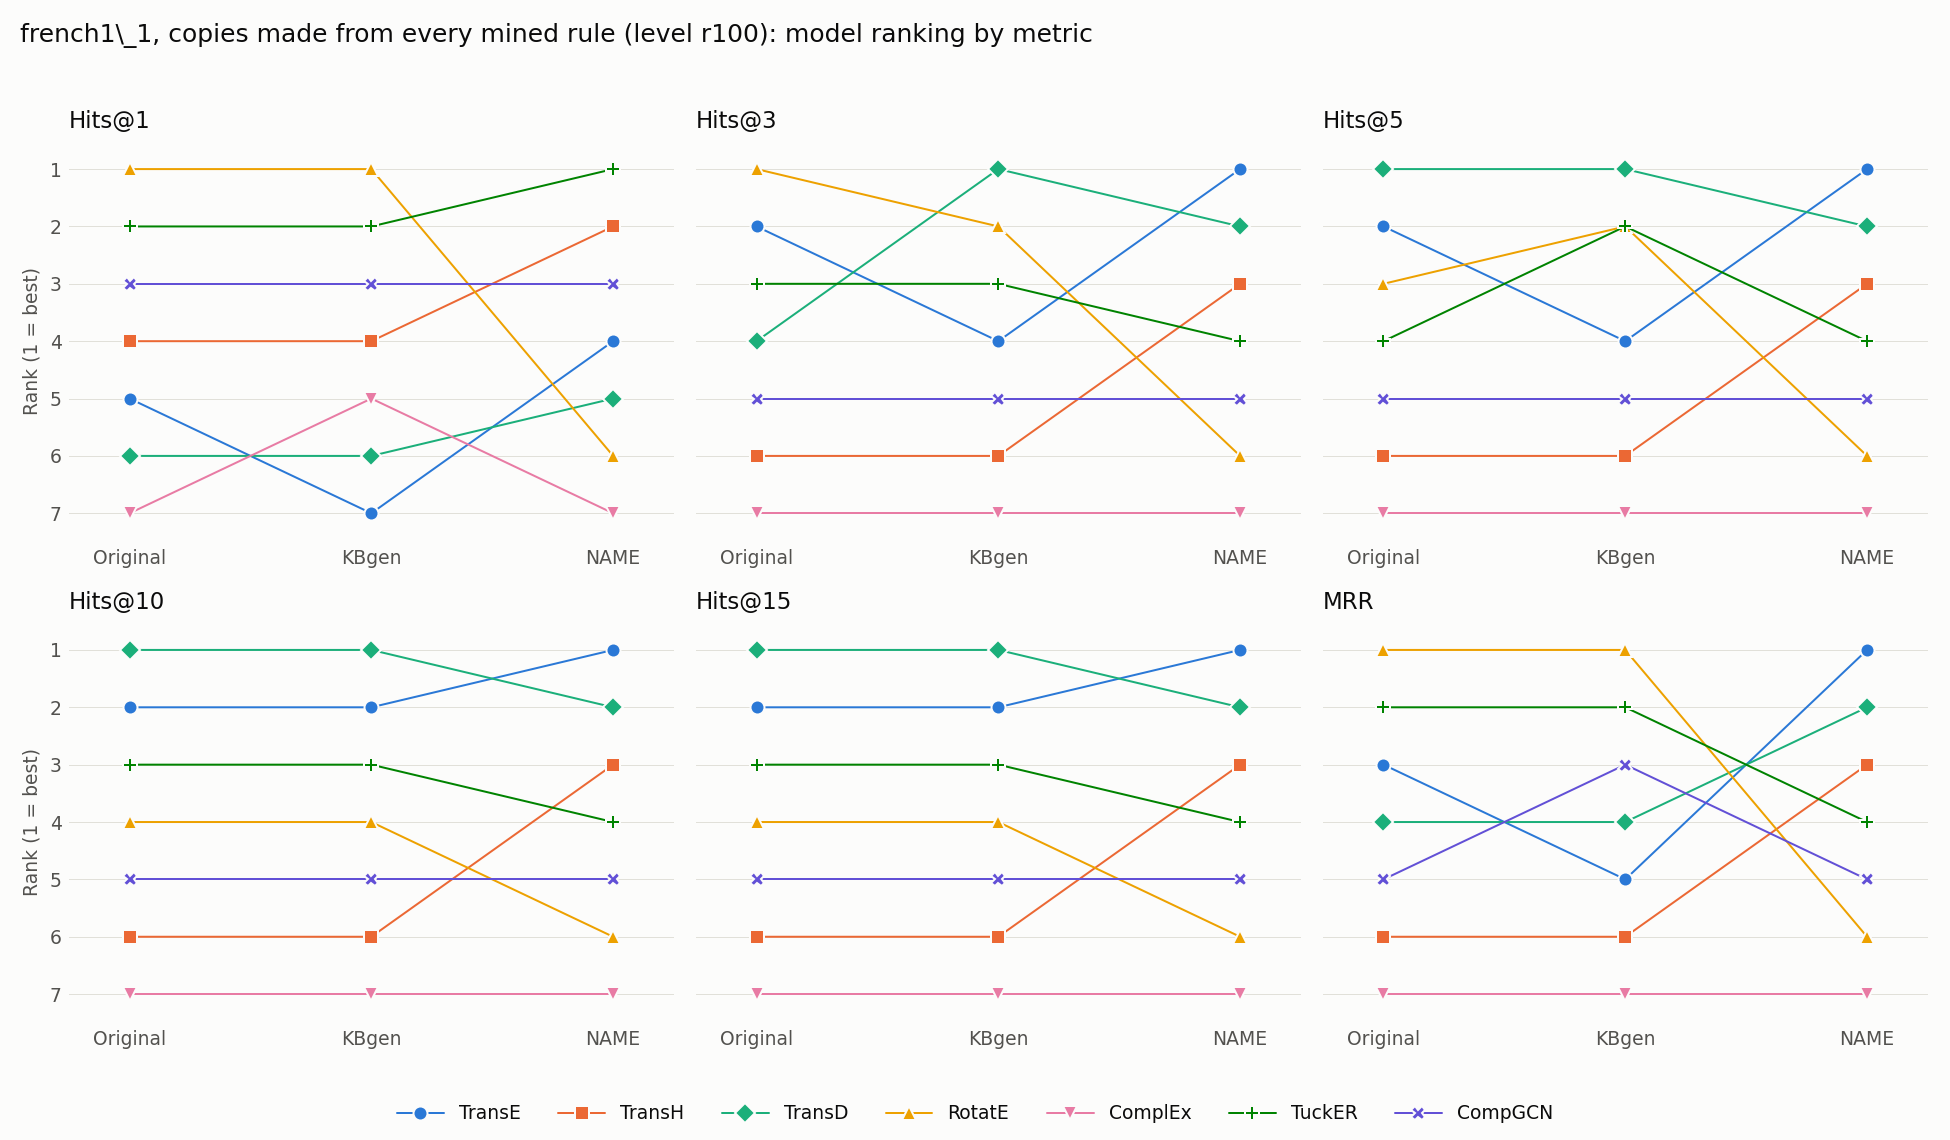 french1\_1, copies made from every mined rule (level r100): model ranking by metric
Hits@1
Hits@3
Hits@5
Rank (1 = best)
1
2
3
4
5
6
7
Original KBgen NAME
Original KBgen NAME
Original KBgen NAME
Hits@10
Hits@15
MRR
Rank (1 = best)
1
2
3
4
5
6
7
Original KBgen NAME
Original KBgen NAME
Original KBgen NAME
TransE TransH TransD RotatE ComplEx TuckER CompGCN